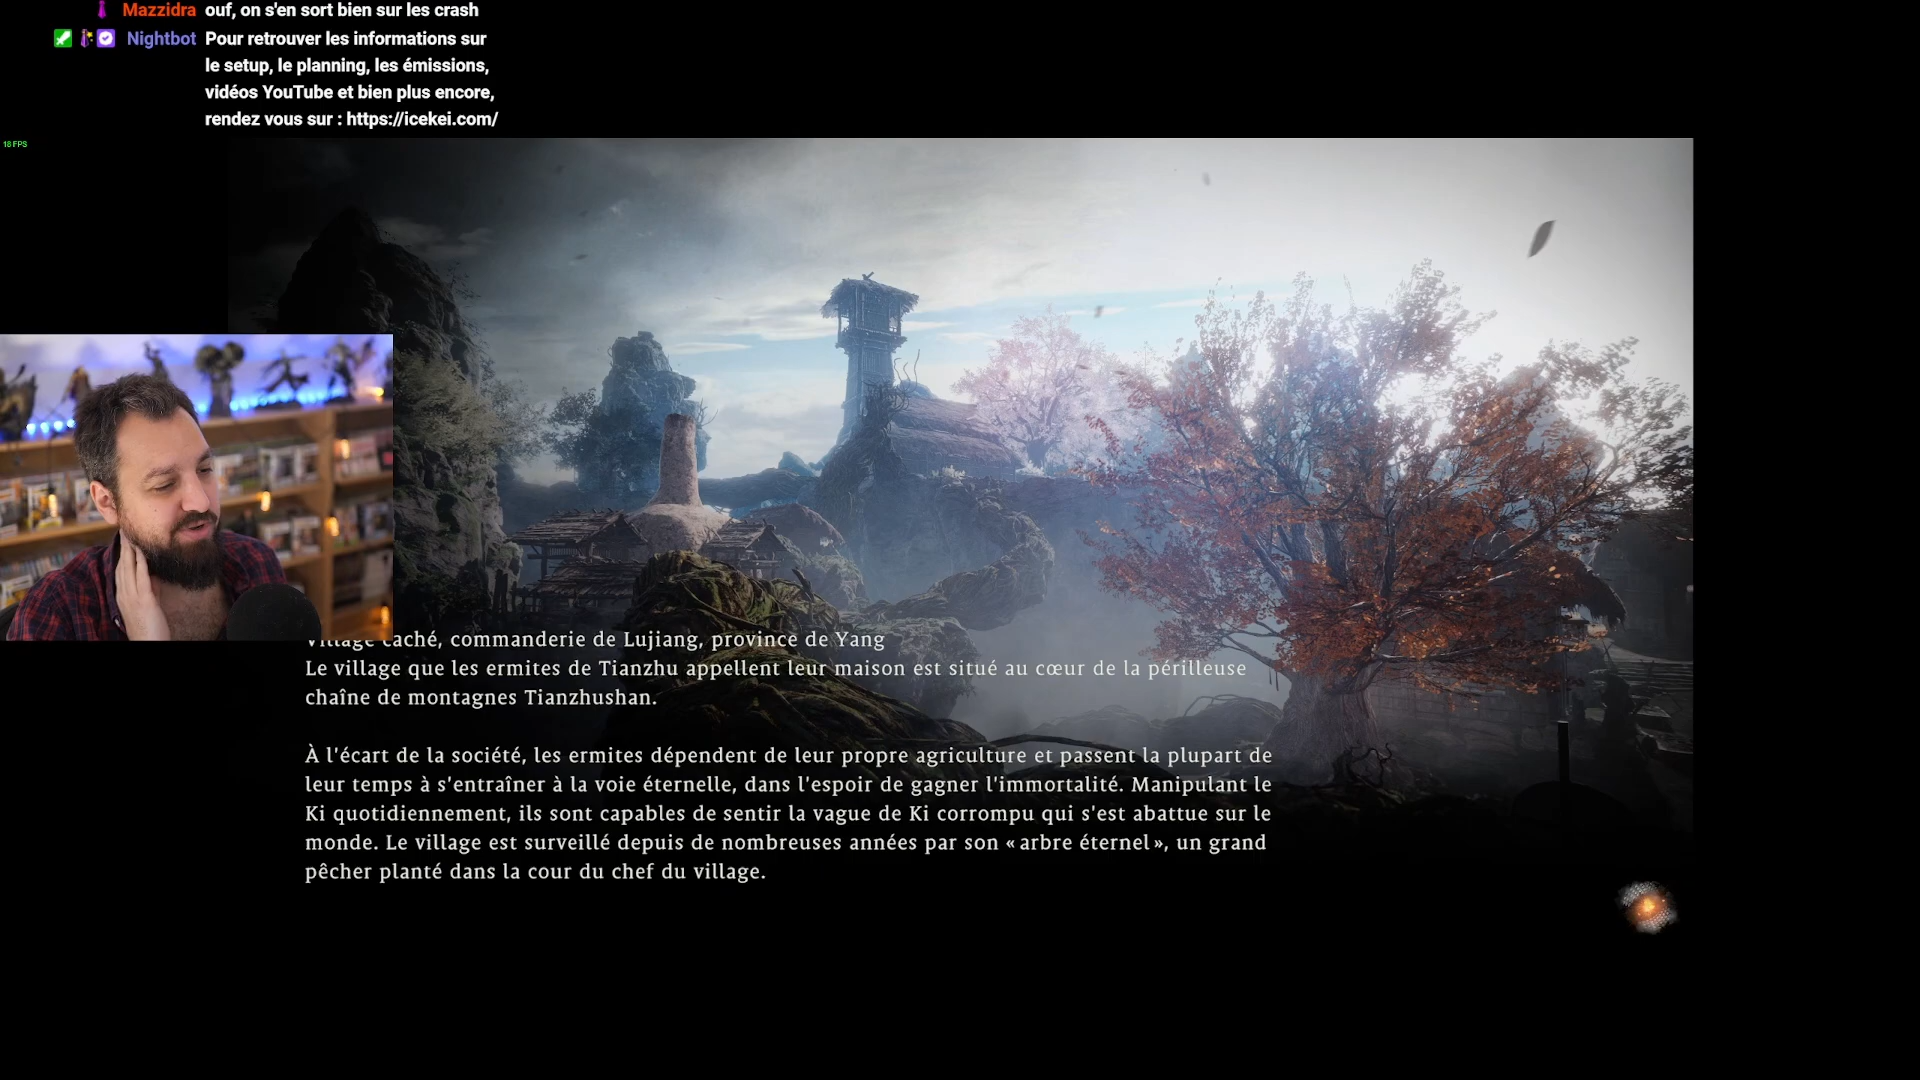 Mazzidra ouf, on s'en sort bien sur les crash
Nightbot Pour retrouver les informations sur
le setup, le planning, les émissions,
vidéos YouTube et bien plus encore,
rendez vous sur : https://icekei.com/
18 FPS
Village caché, commanderie de Lujiang, province de Yang
Le village que les ermites de Tianzhu appellent leur maison est situé au cœur de la périlleuse
chaîne de montagnes Tianzhushan.
À l'écart de la société, les ermites dépendent de leur propre agriculture et passent la plupart de
leur temps à s'entraîner à la voie éternelle, dans l'espoir de gagner l'immortalité. Manipulant le
Ki quotidiennement, ils sont capables de sentir la vague de Ki corrompu qui s'est abattue sur le
monde. Le village est surveillé depuis de nombreuses années par son « arbre éternel », un grand
pêcher planté dans la cour du chef du village.